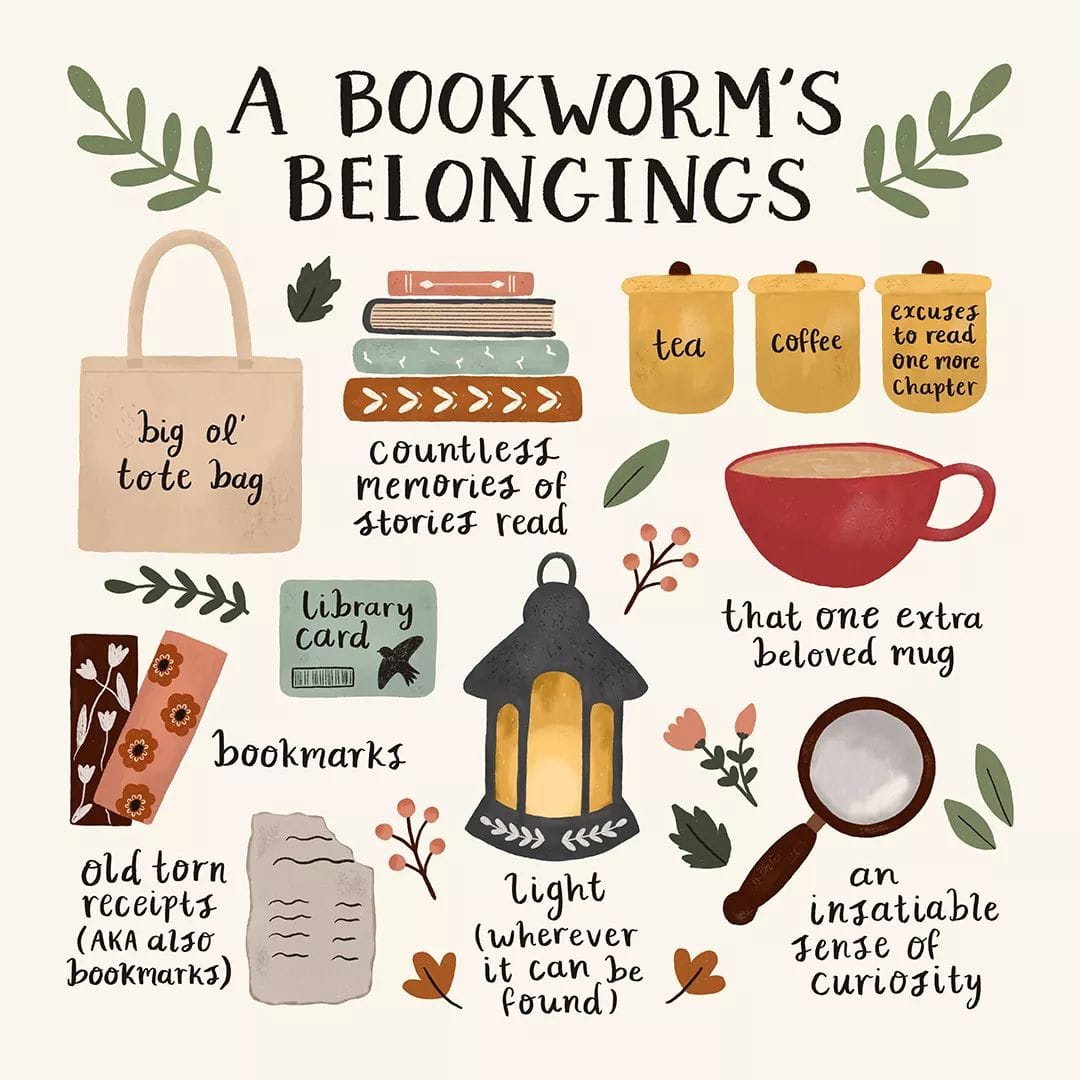 A BOOKWORM'S
BELONGINGS
big ol'
tote bag
countless
memories of
stories read
tea
coffee
excuses
to read
one more
chapter
that one extra
beloved mug
library
card
bookmarks
old torn
receipts
(AKA also
bookmarks)
light
(wherever
it can be
found)
an
insatiable
sense of
curiosity